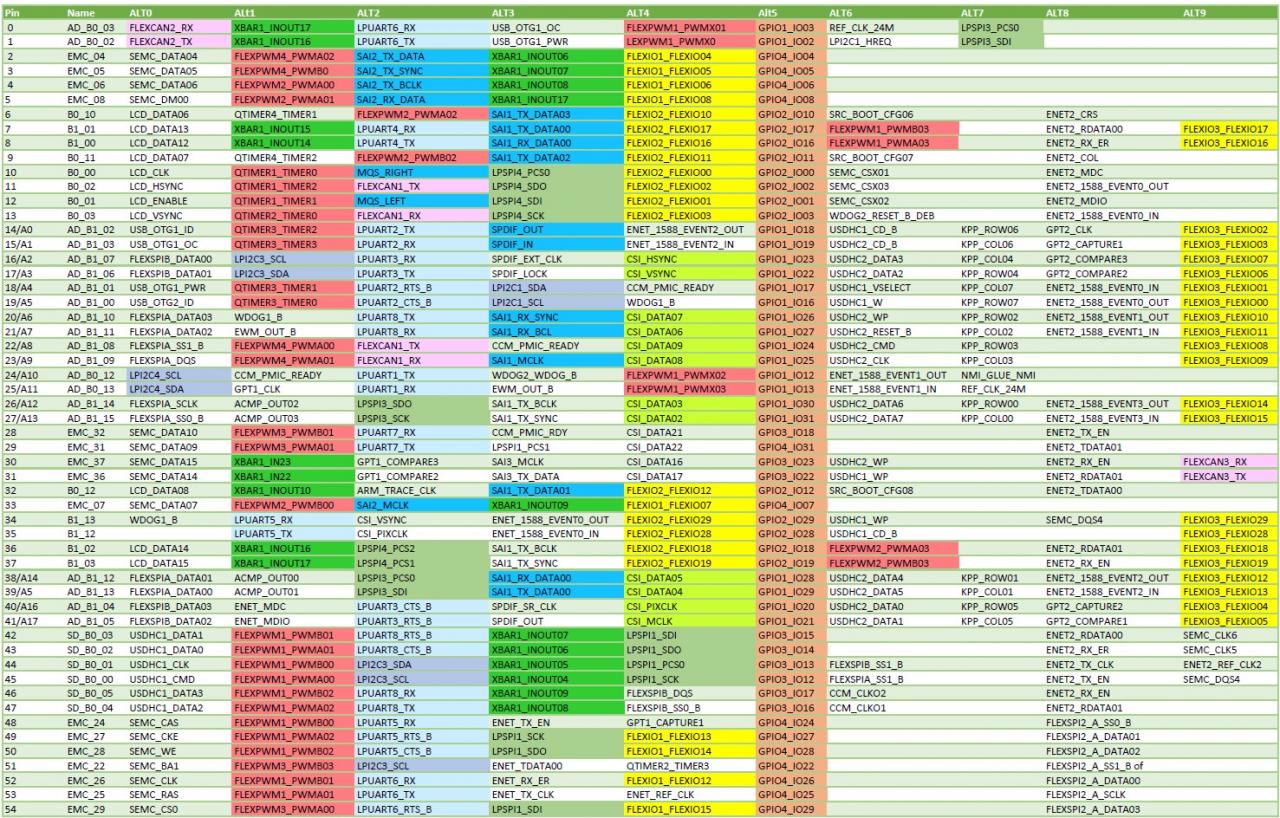 Pin Name ALT0 ALt1 ALT2 ALT3 ALT4 Alt5 ALT6 ALT7 ALT8 ALT9
0 AD_B0_03 FLEXCAN2_RX XBAR1_INOUT17 LPUART6_RX USB_OTG1_OC FLEXPWM1_PWMX01 GPIO1_IO03 REF_CLK_24M LPSPI3_PCS0
1 AD_B0_02 FLEXCAN2_TX XBAR1_INOUT16 LPUART6_TX USB_OTG1_PWR LEXPWM1_PWMX0 GPIO1_IO02 LPI2C1_HREQ LPSPI3_SDI
2 EMC_04 SEMC_DATA04 FLEXPWM4_PWMA02 SAI2_TX_DATA XBAR1_INOUT06 FLEXIO1_FLEXIO04 GPIO4_IO04
3 EMC_05 SEMC_DATA05 FLEXPWM4_PWMB0 SAI2_TX_SYNC XBAR1_INOUT07 FLEXIO1_FLEXIO05 GPIO4_IO05
4 EMC_06 SEMC_DATA06 FLEXPWM2_PWMA00 SAI2_TX_BCLK XBAR1_INOUT08 FLEXIO1_FLEXIO06 GPIO4_IO06
5 EMC_08 SEMC_DM00 FLEXPWM2_PWMA01 SAI2_RX_DATA XBAR1_INOUT17 FLEXIO1_FLEXIO08 GPIO4_IO08
6 B0_10 LCD_DATA06 QTIMER4_TIMER1 FLEXPWM2_PWMA02 SAI1_TX_DATA03 FLEXIO2_FLEXIO10 GPIO2_IO10 SRC_BOOT_CFG06 ENET2_CRS
7 B1_01 LCD_DATA13 XBAR1_INOUT15 LPUART4_RX SAI1_TX_DATA00 FLEXIO2_FLEXIO17 GPIO2_IO17 FLEXPWM1_PWMB03 ENET2_RDATA00 FLEXIO3_FLEXIO17
8 B1_00 LCD_DATA12 XBAR1_INOUT14 LPUART4_TX SAI1_RX_DATA00 FLEXIO2_FLEXIO16 GPIO2_IO16 FLEXPWM1_PWMA03 ENET2_RX_ER FLEXIO3_FLEXIO16
9 B0_11 LCD_DATA07 QTIMER4_TIMER2 FLEXPWM2_PWMB02 SAI1_TX_DATA02 FLEXIO2_FLEXIO11 GPIO2_IO11 SRC_BOOT_CFG07 ENET2_COL
10 B0_00 LCD_CLK QTIMER1_TIMER0 MQS_RIGHT LPSPI4_PCS0 FLEXIO2_FLEXIO00 GPIO2_IO00 SEMC_CSX01 ENET2_MDC
11 B0_02 LCD_HSYNC QTIMER1_TIMER2 FLEXCAN1_TX LPSPI4_SDO FLEXIO2_FLEXIO02 GPIO2_IO02 SEMC_CSX03 ENET2_1588_EVENT0_OUT
12 B0_01 LCD_ENABLE QTIMER1_TIMER1 MQS_LEFT LPSPI4_SDI FLEXIO2_FLEXIO01 GPIO2_IO01 SEMC_CSX02 ENET2_MDIO
13 B0_03 LCD_VSYNC QTIMER2_TIMER0 FLEXCAN1_RX LPSPI4_SCK FLEXIO2_FLEXIO03 GPIO2_IO03 WDOG2_RESET_B_DEB ENET2_1588_EVENT0_IN
14/A0 AD_B1_02 USB_OTG1_ID QTIMER3_TIMER2 LPUART2_TX SPDIF_OUT ENET_1588_EVENT2_OUT GPIO1_IO18 USDHC1_CD_B KPP_ROW06 GPT2_CLK FLEXIO3_FLEXIO02
15/A1 AD_B1_03 USB_OTG1_OC QTIMER3_TIMER3 LPUART2_RX SPDIF_IN ENET_1588_EVENT2_IN GPIO1_IO19 USDHC2_CD_B KPP_COL06 GPT2_CAPTURE1 FLEXIO3_FLEXIO03
16/A2 AD_B1_07 FLEXSPIB_DATA00 LPI2C3_SCL LPUART3_RX SPDIF_EXT_CLK CSI_HSYNC GPIO1_IO23 USDHC2_DATA3 KPP_COL04 GPT2_COMPARE3 FLEXIO3_FLEXIO07
17/A3 AD_B1_06 FLEXSPIB_DATA01 LPI2C3_SDA LPUART3_TX SPDIF_LOCK CSI_VSYNC GPIO1_IO22 USDHC2_DATA2 KPP_ROW04 GPT2_COMPARE2 FLEXIO3_FLEXIO06
18/A4 AD_B1_01 USB_OTG1_PWR QTIMER3_TIMER1 LPUART2_RTS_B LPI2C1_SDA CCM_PMIC_READY GPIO1_IO17 USDHC1_VSELECT KPP_COL07 ENET2_1588_EVENT0_IN FLEXIO3_FLEXIO01
19/A5 AD_B1_00 USB_OTG2_ID QTIMER3_TIMER0 LPUART2_CTS_B LPI2C1_SCL WDOG1_B GPIO1_IO16 USDHC1_W KPP_ROW07 ENET2_1588_EVENT0_OUT FLEXIO3_FLEXIO00
20/A6 AD_B1_10 FLEXSPIA_DATA03 WDOG1_B LPUART8_TX SAI1_RX_SYNC CSI_DATA07 GPIO1_IO26 USDHC2_WP KPP_ROW02 ENET2_1588_EVENT1_OUT FLEXIO3_FLEXIO10
21/A7 AD_B1_11 FLEXSPIA_DATA02 EWM_OUT_B LPUART8_RX SAI1_RX_BCL CSI_DATA06 GPIO1_IO27 USDHC2_RESET_B KPP_COL02 ENET2_1588_EVENT1_IN FLEXIO3_FLEXIO11
22/A8 AD_B1_08 FLEXSPIA_SS1_B FLEXPWM4_PWMA00 FLEXCAN1_TX CCM_PMIC_READY CSI_DATA09 GPIO1_IO24 USDHC2_CMD KPP_ROW03 FLEXIO3_FLEXIO08
23/A9 AD_B1_09 FLEXSPIA_DQS FLEXPWM4_PWMA01 FLEXCAN1_RX SAI1_MCLK CSI_DATA08 GPIO1_IO25 USDHC2_CLK KPP_COL03 FLEXIO3_FLEXIO09
24/A10 AD_B0_12 LPI2C4_SCL CCM_PMIC_READY LPUART1_TX WDOG2_WDOG_B FLEXPWM1_PWMX02 GPIO1_IO12 ENET_1588_EVENT1_OUT NMI_GLUE_NMI
25/A11 AD_B0_13 LPI2C4_SDA GPT1_CLK LPUART1_RX EWM_OUT_B FLEXPWM1_PWMX03 GPIO1_IO13 ENET_1588_EVENT1_IN REF_CLK_24M
26/A12 AD_B1_14 FLEXSPIA_SCLK ACMP_OUT02 LPSPI3_SDO SAI1_TX_BCLK CSI_DATA03 GPIO1_IO30 USDHC2_DATA6 KPP_ROW00 ENET2_1588_EVENT3_OUT FLEXIO3_FLEXIO14
27/A13 AD_B1_15 FLEXSPIA_SS0_B ACMP_OUT03 LPSPI3_SCK SAI1_TX_SYNC CSI_DATA02 GPIO1_IO31 USDHC2_DATA7 KPP_COL00 ENET2_1588_EVENT3_IN FLEXIO3_FLEXIO15
28 EMC_32 SEMC_DATA10 FLEXPWM3_PWMB01 LPUART7_RX CCM_PMIC_RDY CSI_DATA21 GPIO3_IO18 ENET2_TX_EN
29 EMC_31 SEMC_DATA09 FLEXPWM3_PWMA01 LPUART7_TX LPSPI1_PCS1 CSI_DATA22 GPIO4_IO31 ENET2_TDATA01
30 EMC_37 SEMC_DATA15 XBAR1_IN23 GPT1_COMPARE3 SAI3_MCLK CSI_DATA16 GPIO3_IO23 USDHC2_WP ENET2_RX_EN FLEXCAN3_RX
31 EMC_36 SEMC_DATA14 XBAR1_IN22 GPT1_COMPARE2 SAI3_TX_DATA CSI_DATA17 GPIO3_IO22 USDHC1_WP ENET2_RDATA01 FLEXCAN3_TX
32 B0_12 LCD_DATA08 XBAR1_INOUT10 ARM_TRACE_CLK SAI1_TX_DATA01 FLEXIO2_FLEXIO12 GPIO2_IO12 SRC_BOOT_CFG08 ENET2_TDATA00
33 EMC_07 SEMC_DATA07 FLEXPWM2_PWMB00 SAI2_MCLK XBAR1_INOUT09 FLEXIO1_FLEXIO07 GPIO4_IO07
34 B1_13 WDOG1_B LPUART5_RX CSI_VSYNC ENET_1588_EVENT0_OUT FLEXIO2_FLEXIO29 GPIO2_IO29 USDHC1_WP SEMC_DQS4 FLEXIO3_FLEXIO29
35 B1_12 LPUART5_TX CSI_PIXCLK ENET_1588_EVENT0_IN FLEXIO2_FLEXIO28 GPIO2_IO28 USDHC1_CD_B FLEXIO3_FLEXIO28
36 B1_02 LCD_DATA14 XBAR1_INOUT16 LPSPI4_PCS2 SAI1_TX_BCLK FLEXIO2_FLEXIO18 GPIO2_IO18 FLEXPWM2_PWMA03 ENET2_RDATA01 FLEXIO3_FLEXIO18
37 B1_03 LCD_DATA15 XBAR1_INOUT17 LPSPI4_PCS1 SAI1_TX_SYNC FLEXIO2_FLEXIO19 GPIO2_IO19 FLEXPWM2_PWMB03 ENET2_RX_EN FLEXIO3_FLEXIO19
38/A14 AD_B1_12 FLEXSPIA_DATA01 ACMP_OUT00 LPSPI3_PCS0 SAI1_RX_DATA00 CSI_DATA05 GPIO1_IO28 USDHC2_DATA4 KPP_ROW01 ENET2_1588_EVENT2_OUT FLEXIO3_FLEXIO12
39/A5 AD_B1_13 FLEXSPIA_DATA00 ACMP_OUT01 LPSPI3_SDI SAI1_TX_DATA00 CSI_DATA04 GPIO1_IO29 USDHC2_DATA5 KPP_COL01 ENET2_1588_EVENT2_IN FLEXIO3_FLEXIO13
40/A16 AD_B1_04 FLEXSPIB_DATA03 ENET_MDC LPUART3_CTS_B SPDIF_SR_CLK CSI_PIXCLK GPIO1_IO20 USDHC2_DATA0 KPP_ROW05 GPT2_CAPTURE2 FLEXIO3_FLEXIO04
41/A17 AD_B1_05 FLEXSPIB_DATA02 ENET_MDIO LPUART3_RTS_B SPDIF_OUT CSI_MCLK GPIO1_IO21 USDHC2_DATA1 KPP_COL05 GPT2_COMPARE1 FLEXIO3_FLEXIO05
42 SD_B0_03 USDHC1_DATA1 FLEXPWM1_PWMB01 LPUART8_RTS_B XBAR1_INOUT07 LPSPI1_SDI GPIO3_IO15 ENET2_RDATA00 SEMC_CLK6
43 SD_B0_02 USDHC1_DATA0 FLEXPWM1_PWMA01 LPUART8_CTS_B XBAR1_INOUT06 LPSPI1_SDO GPIO3_IO14 ENET2_RX_ER SEMC_CLK5
44 SD_B0_01 USDHC1_CLK FLEXPWM1_PWMB00 LPI2C3_SDA XBAR1_INOUT05 LPSPI1_PCS0 GPIO3_IO13 FLEXSPIB_SS1_B ENET2_TX_CLK ENET2_REF_CLK2
45 SD_B0_00 USDHC1_CMD FLEXPWM1_PWMA00 LPI2C3_SCL XBAR1_INOUT04 LPSPI1_SCK GPIO3_IO12 FLEXSPIA_SS1_B ENET2_TX_EN SEMC_DQS4
46 SD_B0_05 USDHC1_DATA3 FLEXPWM1_PWMB02 LPUART8_RX XBAR1_INOUT09 FLEXSPIB_DQS GPIO3_IO17 CCM_CLKO2 ENET2_RX_EN
47 SD_B0_04 USDHC1_DATA2 FLEXPWM1_PWMA02 LPUART8_TX XBAR1_INOUT08 FLEXSPIB_SS0_B GPIO3_IO16 CCM_CLKO1 ENET2_RDATA01
48 EMC_24 SEMC_CAS FLEXPWM1_PWMB00 LPUART5_RX ENET_TX_EN GPT1_CAPTURE1 GPIO4_IO24 FLEXSPI2_A_SS0_B
49 EMC_27 SEMC_CKE FLEXPWM1_PWMA02 LPUART5_RTS_B LPSPI1_SCK FLEXIO1_FLEXIO13 GPIO4_IO27 FLEXSPI2_A_DATA01
50 EMC_28 SEMC_WE FLEXPWM1_PWMB02 LPUART5_CTS_B LPSPI1_SDO FLEXIO1_FLEXIO14 GPIO4_IO28 FLEXSPI2_A_DATA02
51 EMC_22 SEMC_BA1 FLEXPWM3_PWMB03 LPI2C3_SCL ENET_TDATA00 QTIMER2_TIMER3 GPIO4_IO22 FLEXSPI2_A_SS1_B of
52 EMC_26 SEMC_CLK FLEXPWM1_PWMB01 LPUART6_RX ENET_RX_ER FLEXIO1_FLEXIO12 GPIO4_IO26 FLEXSPI2_A_DATA00
53 EMC_25 SEMC_RAS FLEXPWM1_PWMA01 LPUART6_TX ENET_TX_CLK ENET_REF_CLK GPIO4_IO25 FLEXSPI2_A_SCLK
54 EMC_29 SEMC_CS0 FLEXPWM3_PWMA00 LPUART6_RTS_B LPSPI1_SDI FLEXIO1_FLEXIO15 GPIO4_IO29 FLEXSPI2_A_DATA03